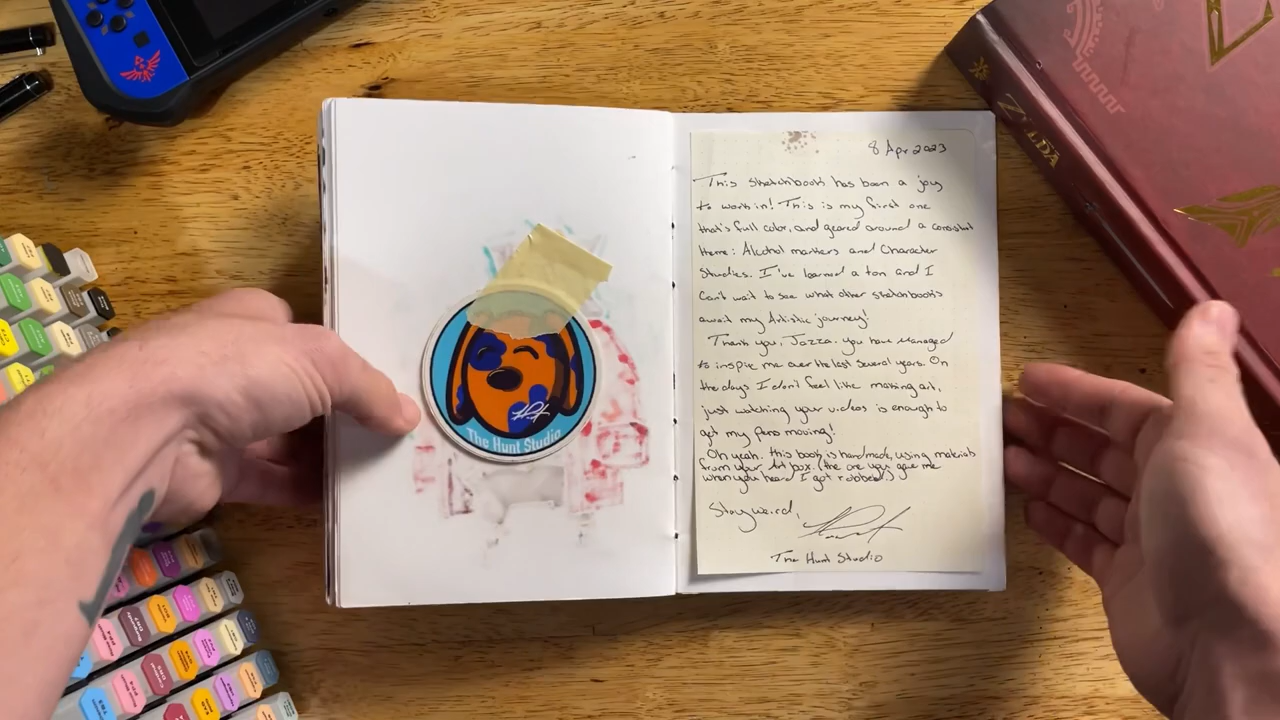 8 Apr 2023
This sketchbook has been a joy
to work in! This is my first one
that's full color, and geared around a consistent
theme: Alcohol markers and Character
Studies. I've learned a ton and I
Can't wait to see what other sketchbooks
await my Artistic journey!
Thank you, Jazza. You have managed
to inspire me over the last several years. On
the days I don't feel like making art,
just watching your videos is enough to
get my pens moving!
Oh yeah. this book is handmade, using materials
from your Art box. (the one you gave me
when you heard I got robbed.)
Stay weird,
The Hunt Studio
The Hunt Studio
ZELDA